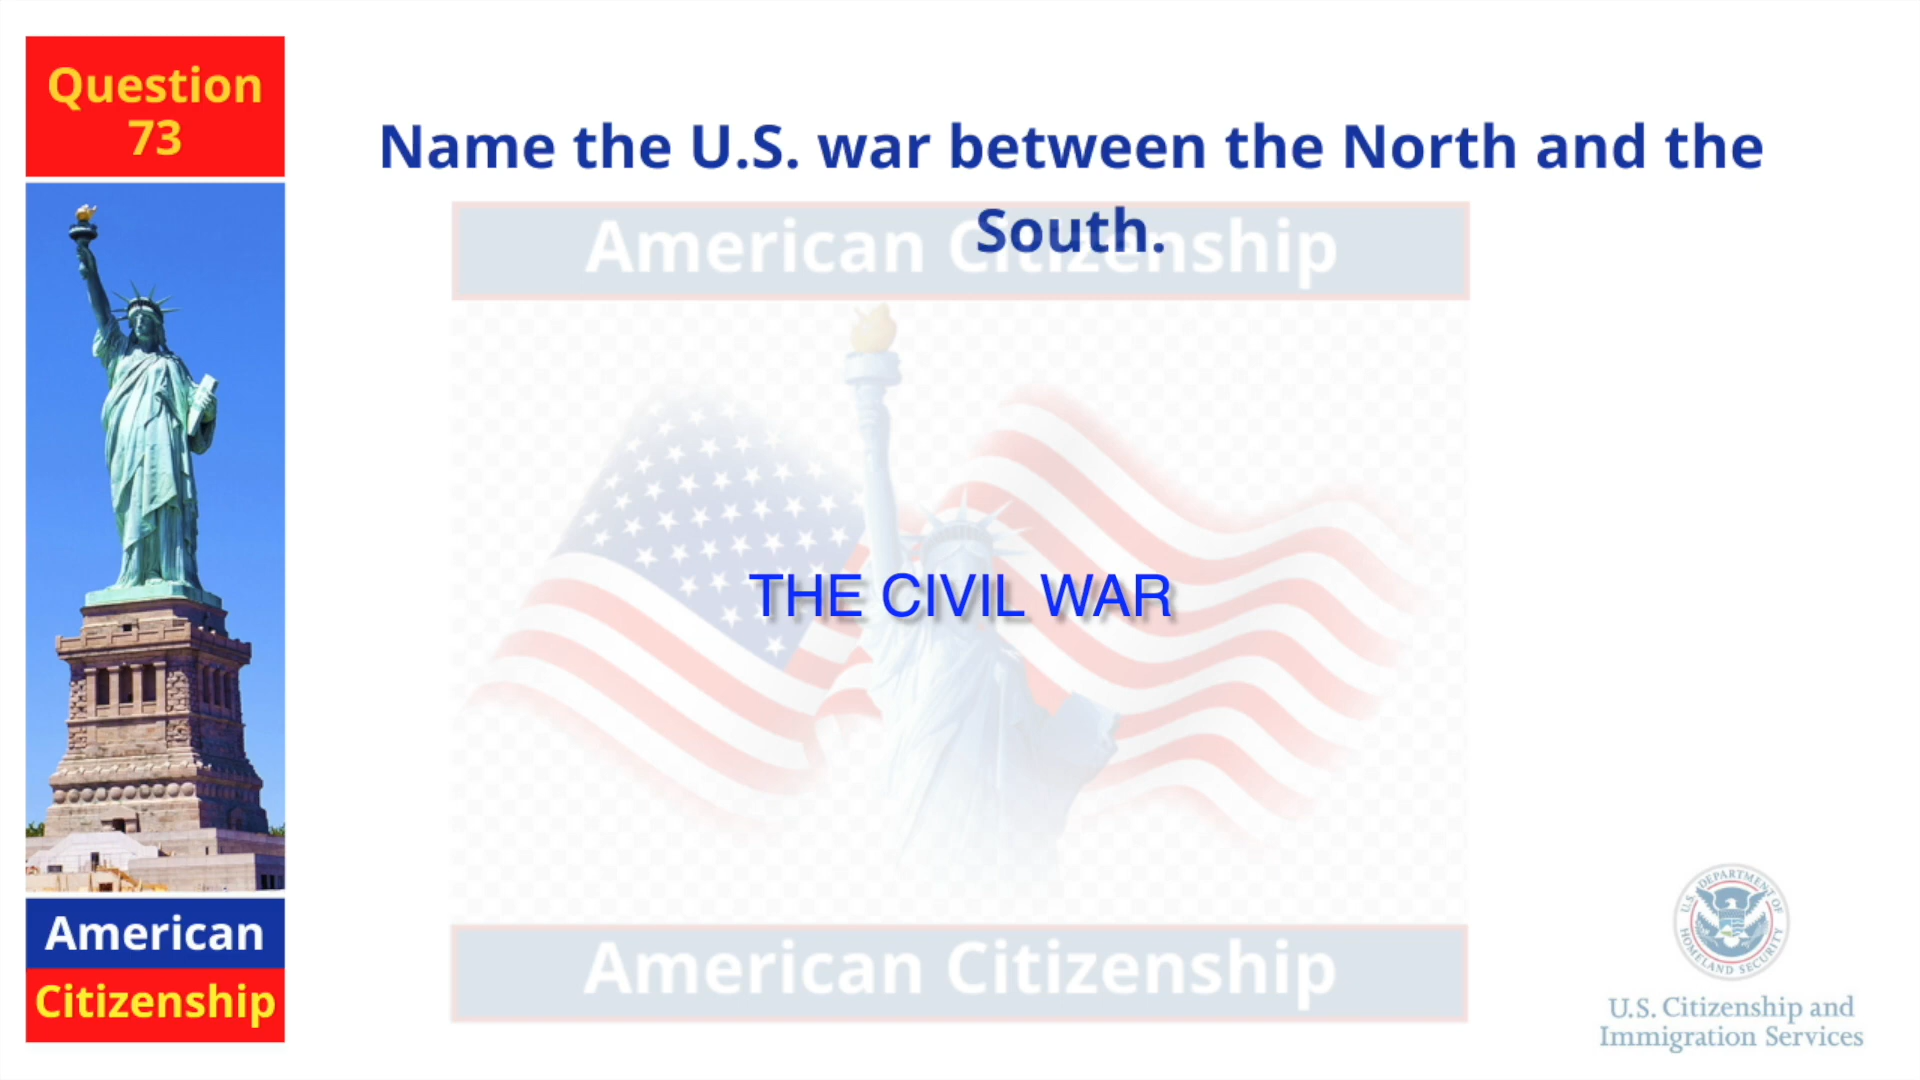 Question
73
Name the U.S. war between the North and the
South.
American Citizenship
THE CIVIL WAR
American
Citizenship
American Citizenship
U.S. DEPARTMENT OF
HOMELAND SECURITY
U.S. Citizenship and
Immigration Services